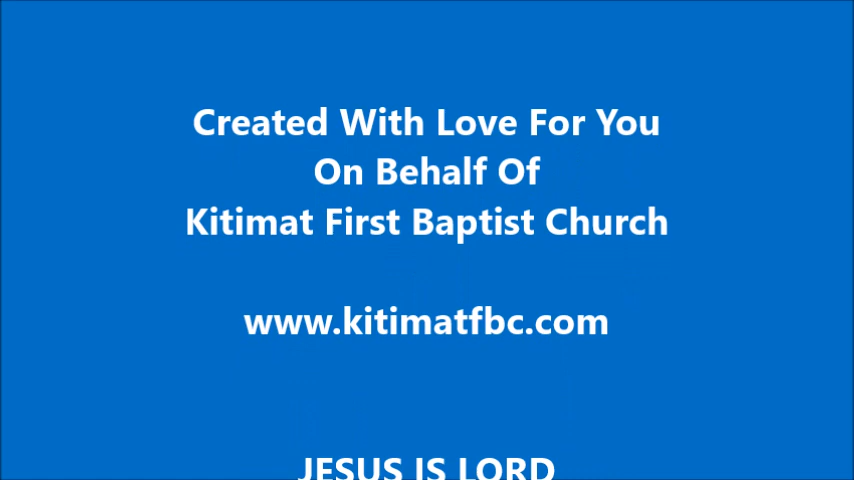 Created With Love For You
On Behalf Of
Kitimat First Baptist Church
www.kitimatfbc.com
JESUS IS LORD